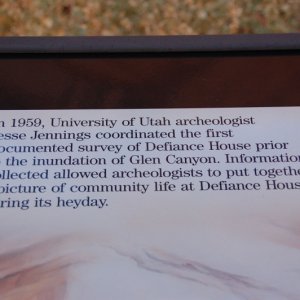 n 1959, University of Utah archeologist
esse Jennings coordinated the first
ocumented survey of Defiance House prior
o the inundation of Glen Canyon. Information
ollected allowed archeologists to put togethe
picture of community life at Defiance Hous
ring its heyday.